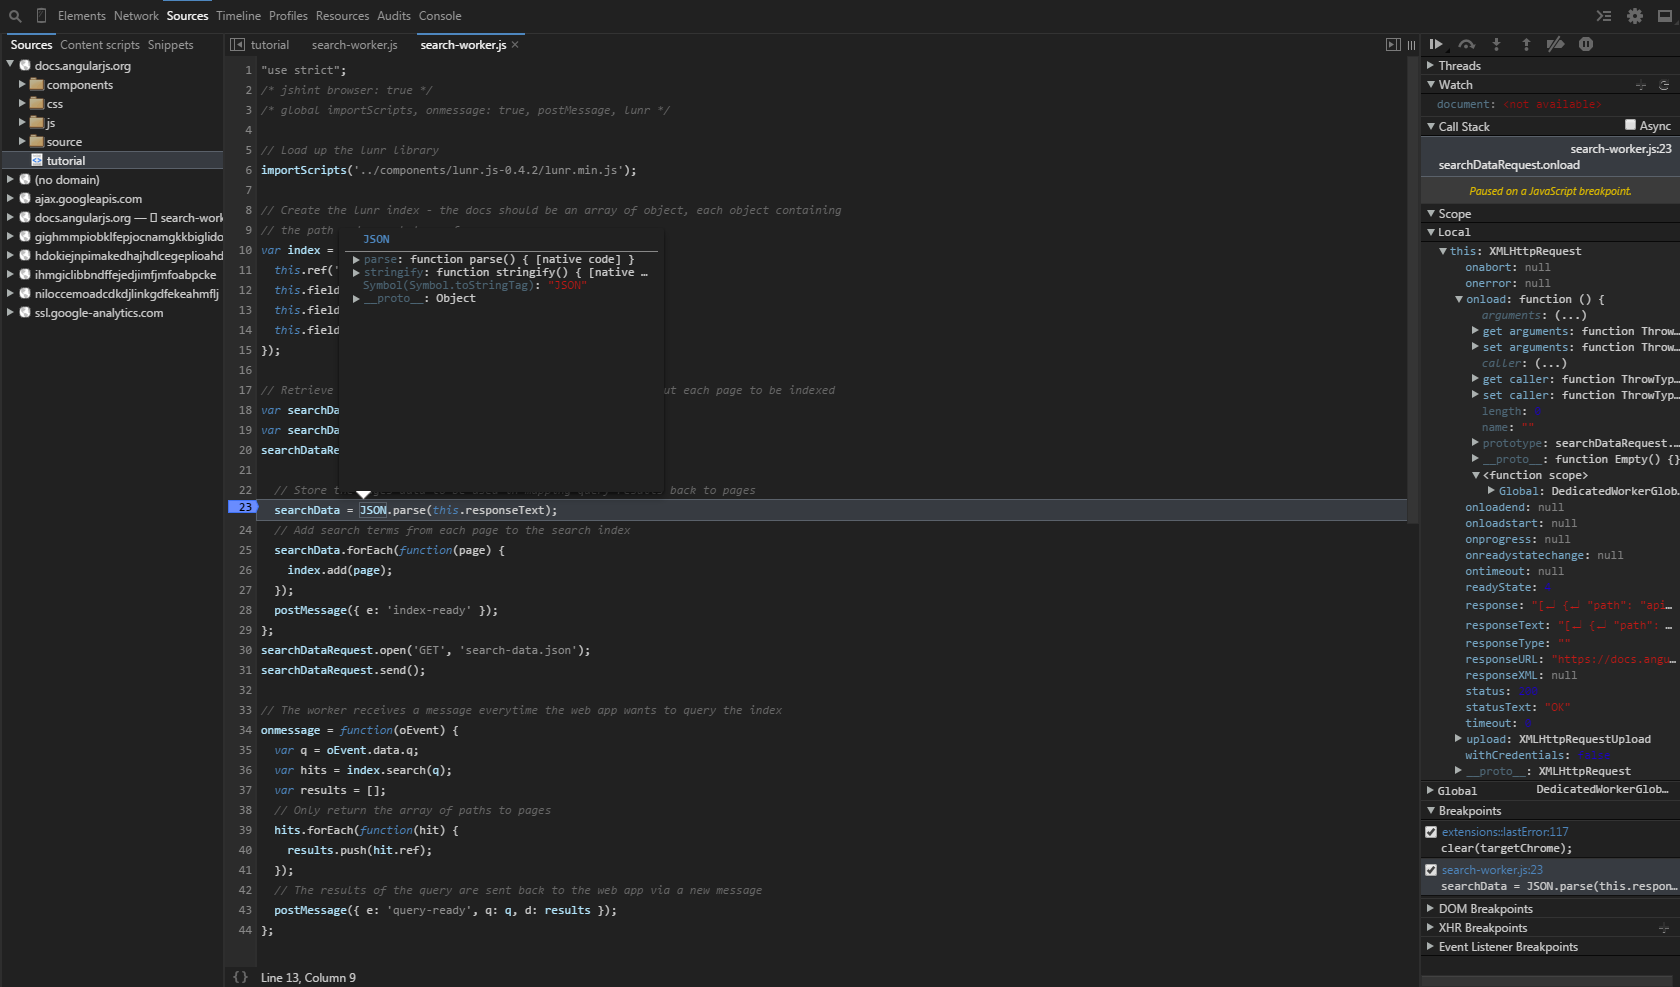 Elements Network Sources Timeline Profiles Resources Audits Console
Sources Content scripts Snippets
docs.angularjs.org
components
css
js
source
tutorial
(no domain)
ajax.googleapis.com
docs.angularjs.org — [] search-work
gighmmpiobklfepjocnamgkkbiglido
hdokiejnpimakedhajhdlcegeplioahd
ihmgiclibbndffejedjimfjmfoabpcke
niloccemoadcdkdjlinkgdfekeahmflj
ssl.google-analytics.com
tutorial search-worker.js search-worker.js ×
1 "use strict";
2 /* jshint browser: true */
3 /* global importScripts, onmessage: true, postMessage, lunr */
4
5 // Load up the lunr library
6 importScripts('../components/lunr.js-0.4.2/lunr.min.js');
7
8 // Create the lunr index - the docs should be an array of object, each object containing
9 // the path
10 var index =
11 this.ref('
12 this.field
13 this.field
14 this.field
15 });
16
17 // Retrieve ut each page to be indexed
18 var searchDa
19 var searchDa
20 searchDataRe
21
22 // Store back to pages
23 searchData = JSON.parse(this.responseText);
24 // Add search terms from each page to the search index
25 searchData.forEach(function(page) {
26 index.add(page);
27 });
28 postMessage({ e: 'index-ready' });
29 };
30 searchDataRequest.open('GET', 'search-data.json');
31 searchDataRequest.send();
32
33 // The worker receives a message everytime the web app wants to query the index
34 onmessage = function(oEvent) {
35 var q = oEvent.data.q;
36 var hits = index.search(q);
37 var results = [];
38 // Only return the array of paths to pages
39 hits.forEach(function(hit) {
40 results.push(hit.ref);
41 });
42 // The results of the query are sent back to the web app via a new message
43 postMessage({ e: 'query-ready', q: q, d: results });
44 };
JSON
parse: function parse() { [native code] }
stringify: function stringify() { [native …
Symbol(Symbol.toStringTag): "JSON"
__proto__: Object
{} Line 13, Column 9
Threads
Watch
document: <not available>
Call Stack Async
search-worker.js:23
searchDataRequest.onload
Paused on a JavaScript breakpoint.
Scope
Local
this: XMLHttpRequest
onabort: null
onerror: null
onload: function () {
arguments: (...)
get arguments: function Throw…
set arguments: function Throw…
caller: (...)
get caller: function ThrowTyp…
set caller: function ThrowTyp…
length:
name: ""
prototype: searchDataRequest.…
__proto__: function Empty() {}
<function scope>
Global: DedicatedWorkerGlob…
onloadend: null
onloadstart: null
onprogress: null
onreadystatechange: null
ontimeout: null
readyState: 4
response: "[↵ {↵ "path": "api…
responseText: "[↵ {↵ "path": …
responseType: ""
responseURL: "https://docs.angu…
responseXML: null
status: 200
statusText: "OK"
timeout: 0
upload: XMLHttpRequestUpload
withCredentials: false
__proto__: XMLHttpRequest
Global DedicatedWorkerGlob…
Breakpoints
extensions::lastError:117
clear(targetChrome);
search-worker.js:23
searchData = JSON.parse(this.respon…
DOM Breakpoints
XHR Breakpoints
Event Listener Breakpoints